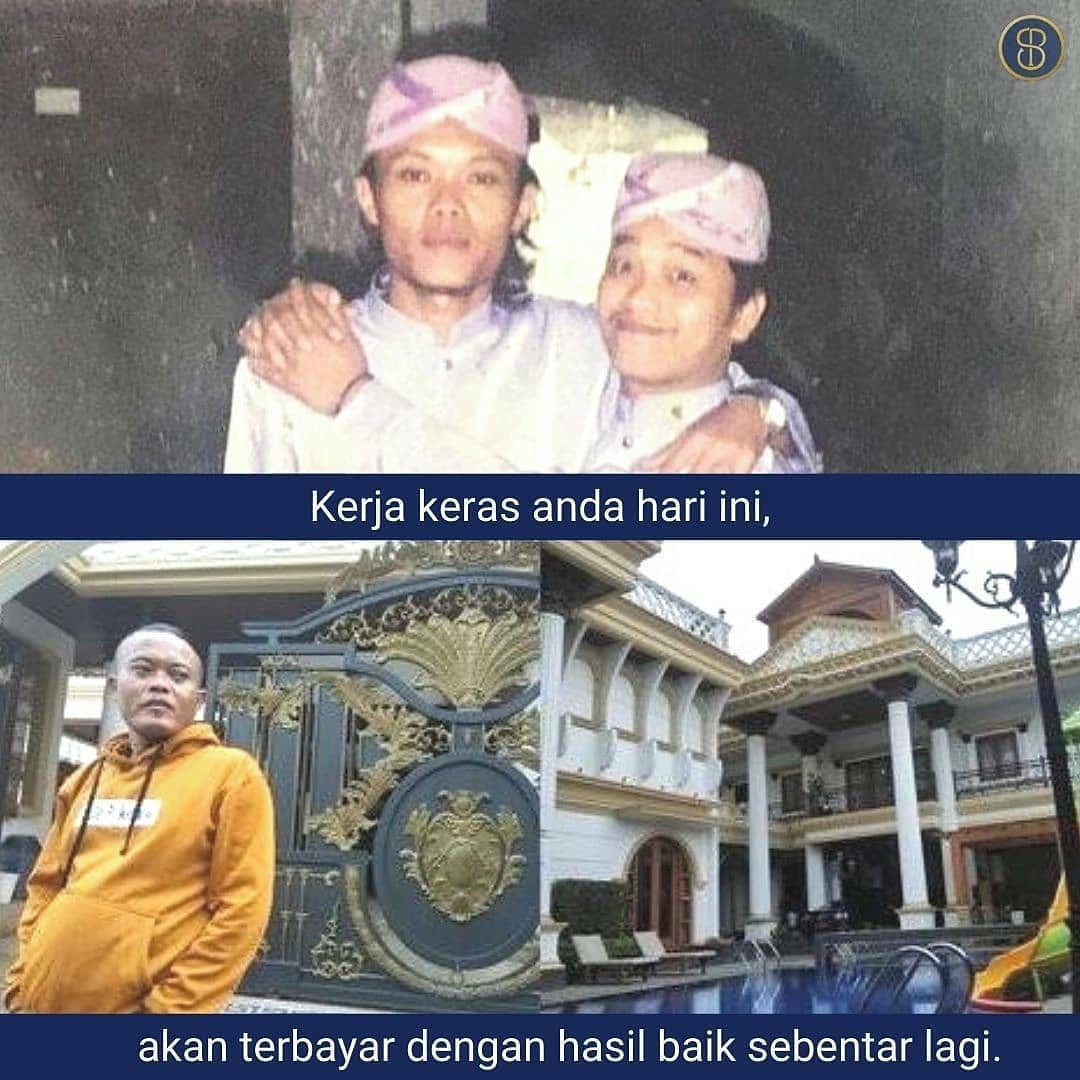 Kerja keras anda hari ini,
akan terbayar dengan hasil baik sebentar lagi.